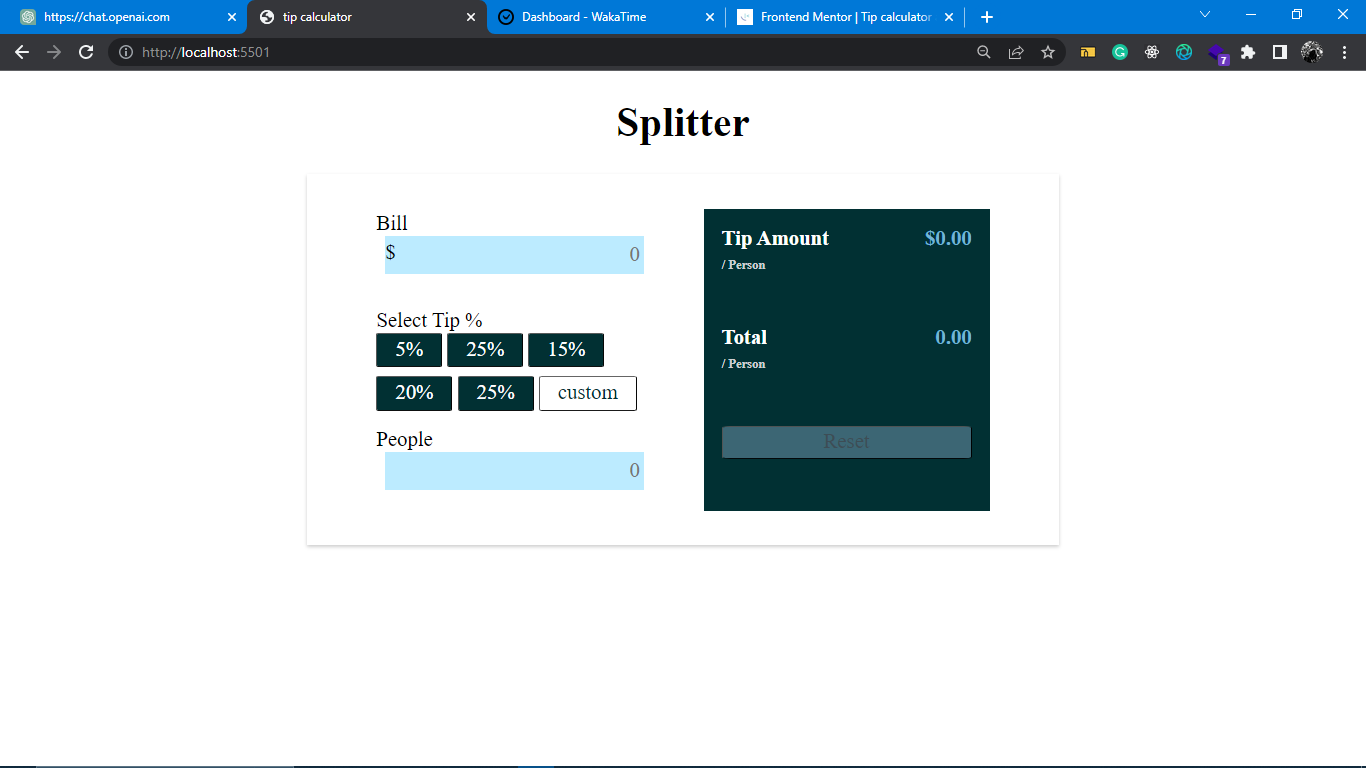 https://chat.openai.com
tip calculator
Dashboard - WakaTime
Frontend Mentor | Tip calculator
http://localhost:5501
7
Splitter
Bill
$ 0
Select Tip %
5% 25% 15%
20% 25% custom
People
0
Tip Amount $0.00
/ Person
Total 0.00
/ Person
Reset